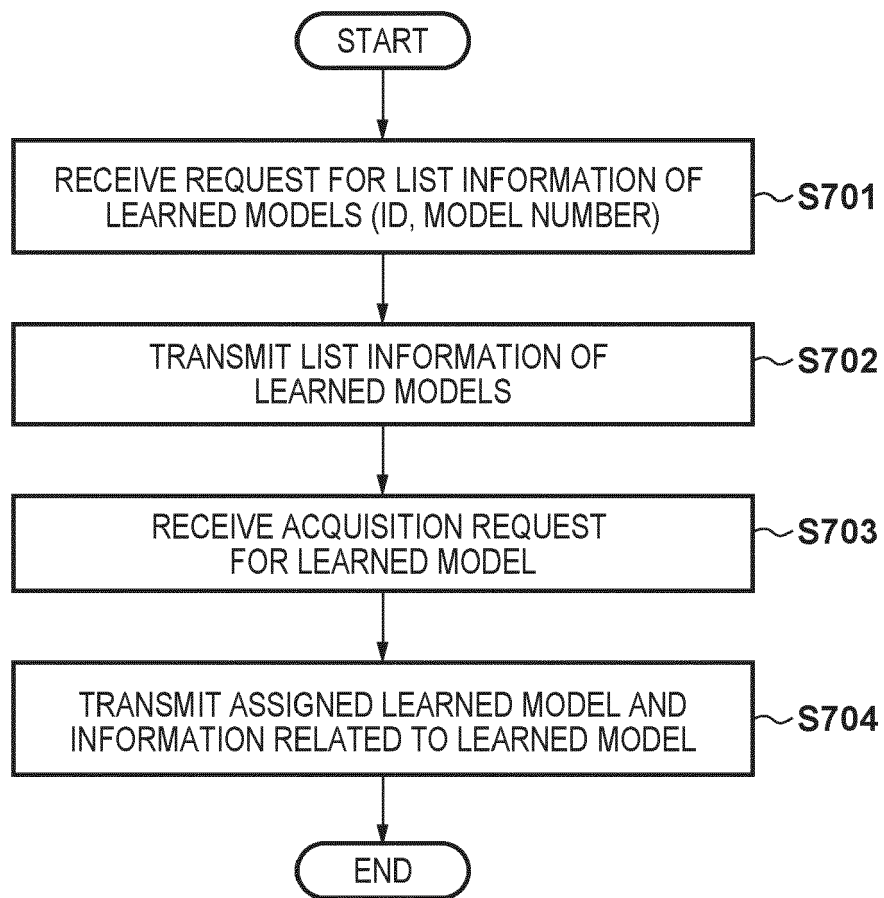 START
RECEIVE REQUEST FOR LIST INFORMATION OF
LEARNED MODELS (ID, MODEL NUMBER)
S701
TRANSMIT LIST INFORMATION OF
LEARNED MODELS
S702
RECEIVE ACQUISITION REQUEST
FOR LEARNED MODEL
S703
TRANSMIT ASSIGNED LEARNED MODEL AND
INFORMATION RELATED TO LEARNED MODEL
S704
END